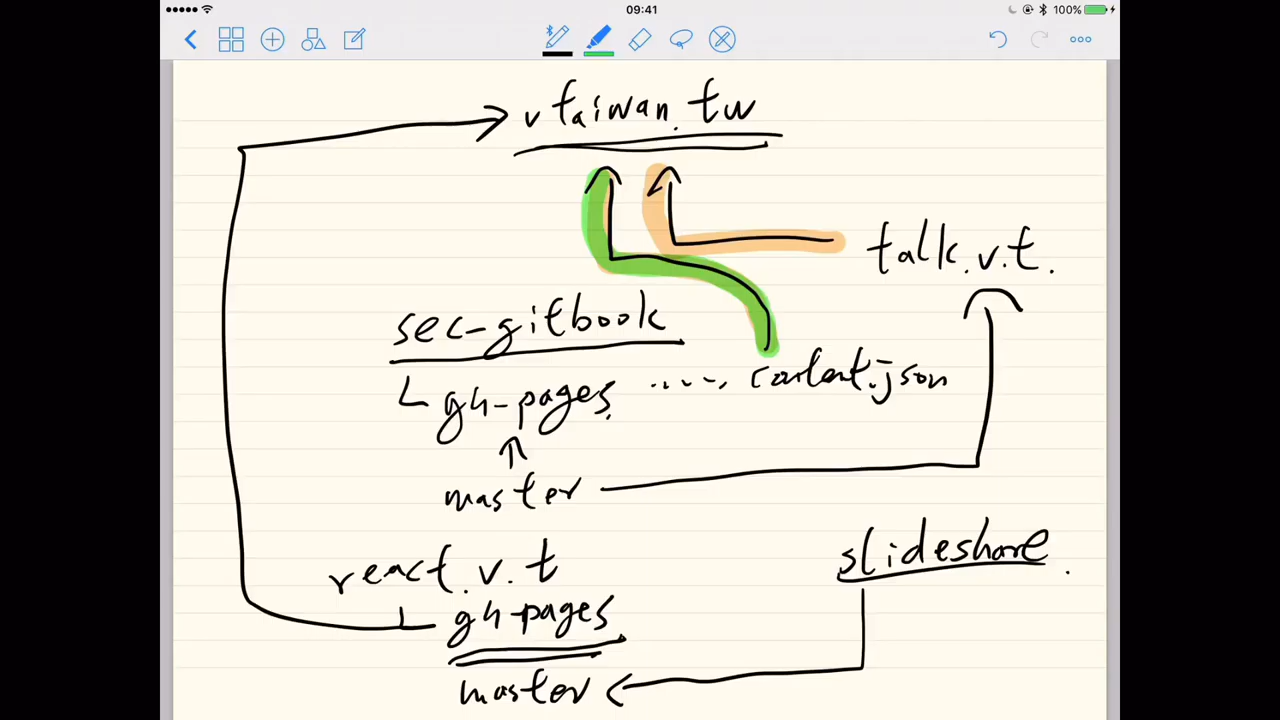 09:41
100%
vtaiwan.tw
talk.v.t.
sec-gitbook
gh-pages ..... content.json
master
slideshare.
react.v.t
gh-pages
master